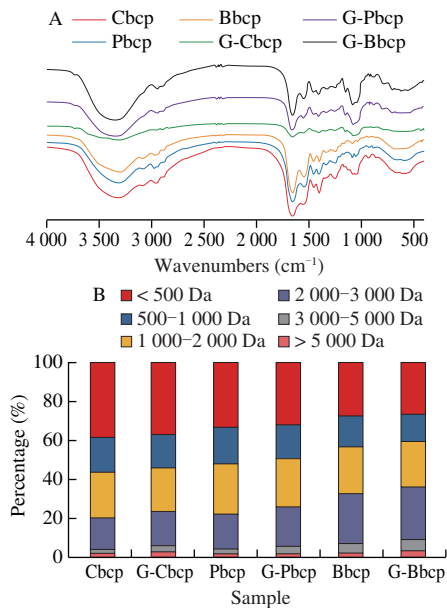 A
Cbcp Bbcp G-Pbcp
Pbcp G-Cbcp G-Bbcp
4 000 3 500 3 000 2 500 2 000 1 500 1 000 500
Wavenumbers (cm⁻¹)
B
< 500 Da 2 000–3 000 Da
500–1 000 Da 3 000–5 000 Da
1 000–2 000 Da > 5 000 Da
100
80
60
40
20
0
Percentage (%)
Cbcp G-Cbcp Pbcp G-Pbcp Bbcp G-Bbcp
Sample